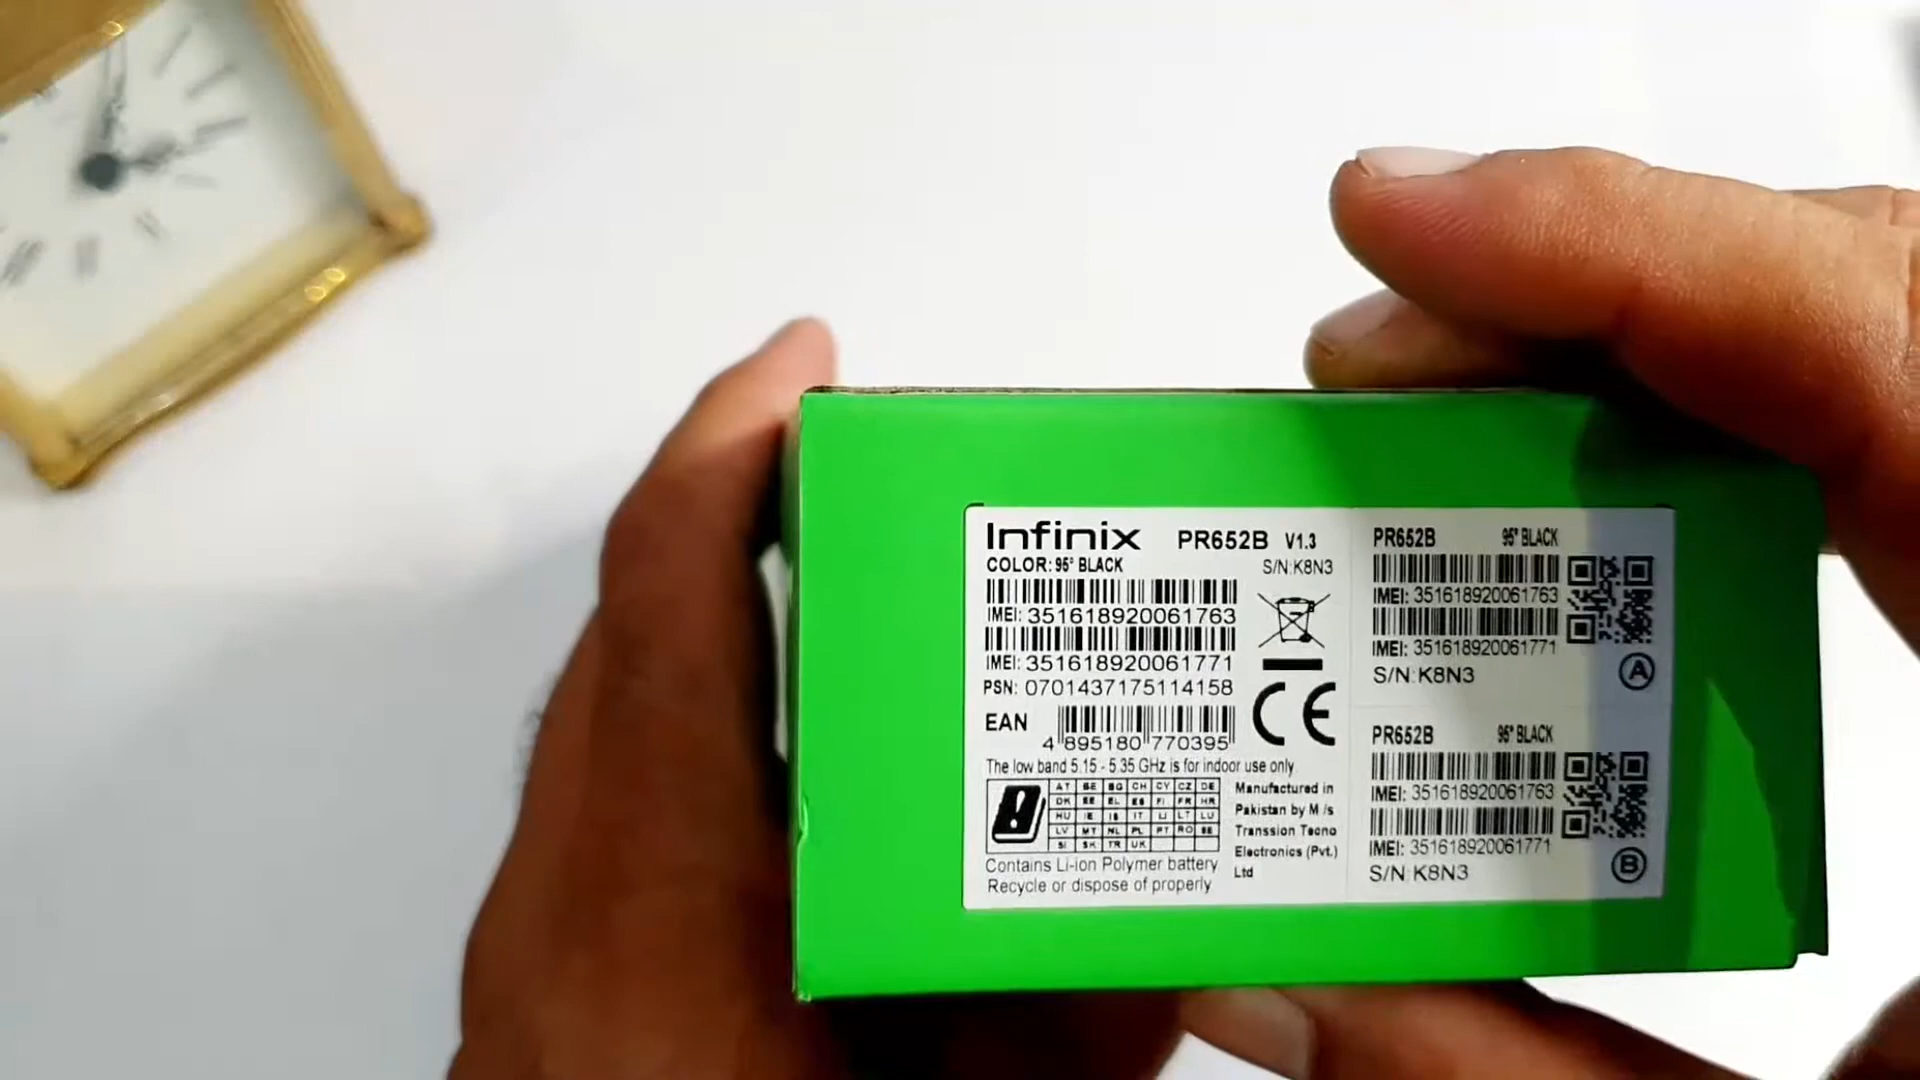 Infinix PR652B V1.3
COLOR: 95° BLACK S/N:K8N3
IMEI: 351618920061763
IMEI: 351618920061771
PSN: 0701437175114158
EAN
4 895180 770395
The low band 5.15 - 5.35 GHz is for indoor use only
AT BE BG CH CY CZ DE
DK EE EL ES FI FR HR
HU IE IS IT LI LT LU
LV MT NL PL PT RO SE
SI SK TR UK
Contains Li-ion Polymer battery
Recycle or dispose of properly
CE
Manufactured in
Pakistan by M /s
Transsion Tecno
Electronics (Pvt.)
Ltd
PR652B 95° BLACK
IMEI: 351618920061763
IMEI: 351618920061771
S/N:K8N3
A
PR652B 95° BLACK
IMEI: 351618920061763
IMEI: 351618920061771
S/N:K8N3
B